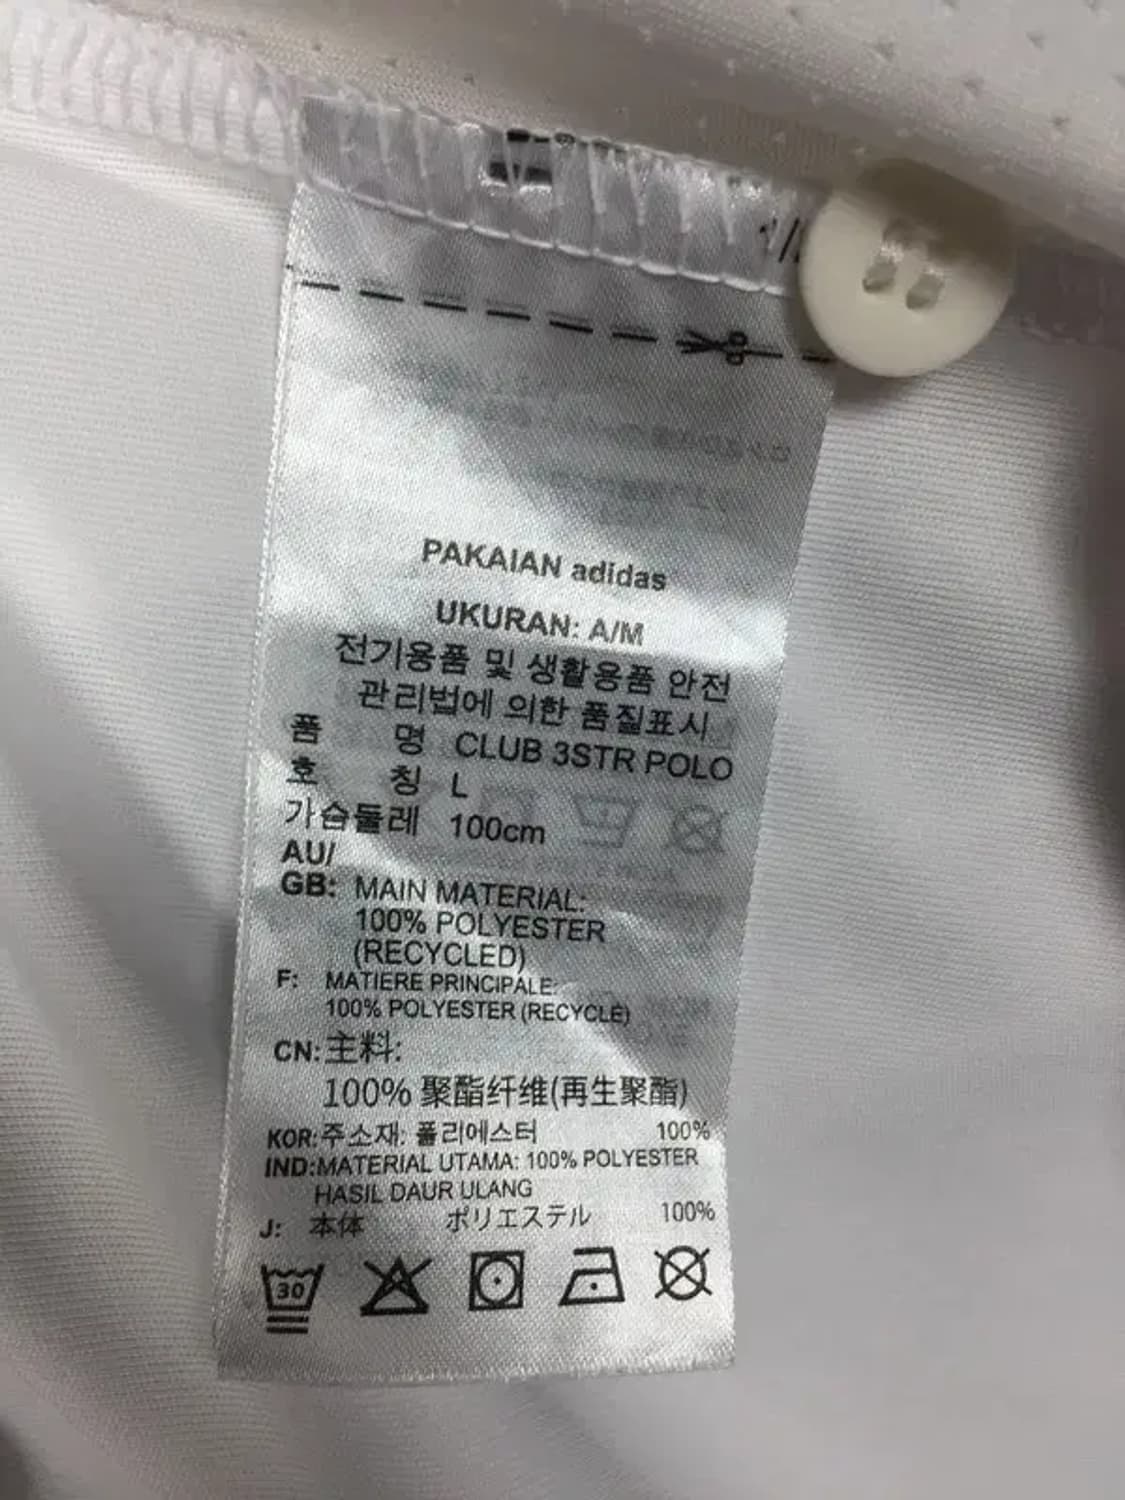 PAKAIAN adidas
UKURAN: A/M
전기용품 및 생활용품 안전
관리법에 의한 품질표시
품 명 CLUB 3STR POLO
호 칭 L
가슴둘레 100cm
AU/
GB: MAIN MATERIAL:
100% POLYESTER
(RECYCLED)
F: MATIERE PRINCIPALE:
100% POLYESTER (RECYCLÉ)
CN: 主料:
100% 聚酯纤维(再生聚酯)
KOR: 주소재: 폴리에스터 100%
IND: MATERIAL UTAMA: 100% POLYESTER
HASIL DAUR ULANG
J: 本体 ポリエステル 100%
30